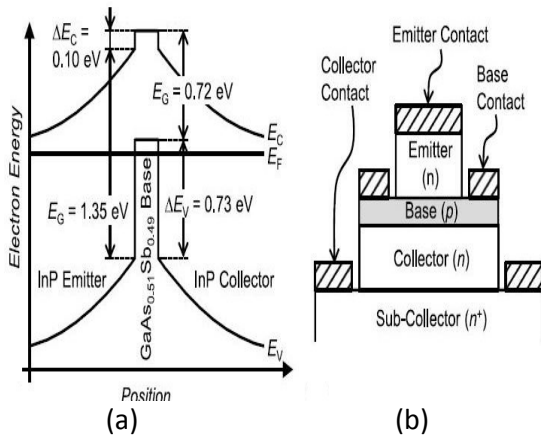 ΔE_C =
0.10 eV
E_G = 0.72 eV
E_C
E_F
E_G = 1.35 eV
ΔE_V = 0.73 eV
InP Emitter
GaAs_0.51Sb_0.49 Base
InP Collector
E_V
Electron Energy
Position
(a)
Emitter Contact
Collector
Contact
Base
Contact
Emitter
(n)
Base (p)
Collector (n)
Sub-Collector (n⁺)
(b)